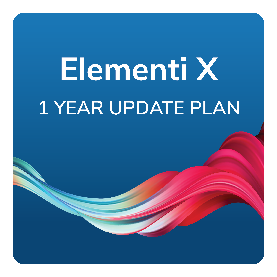 Elementi X
1 YEAR UPDATE PLAN